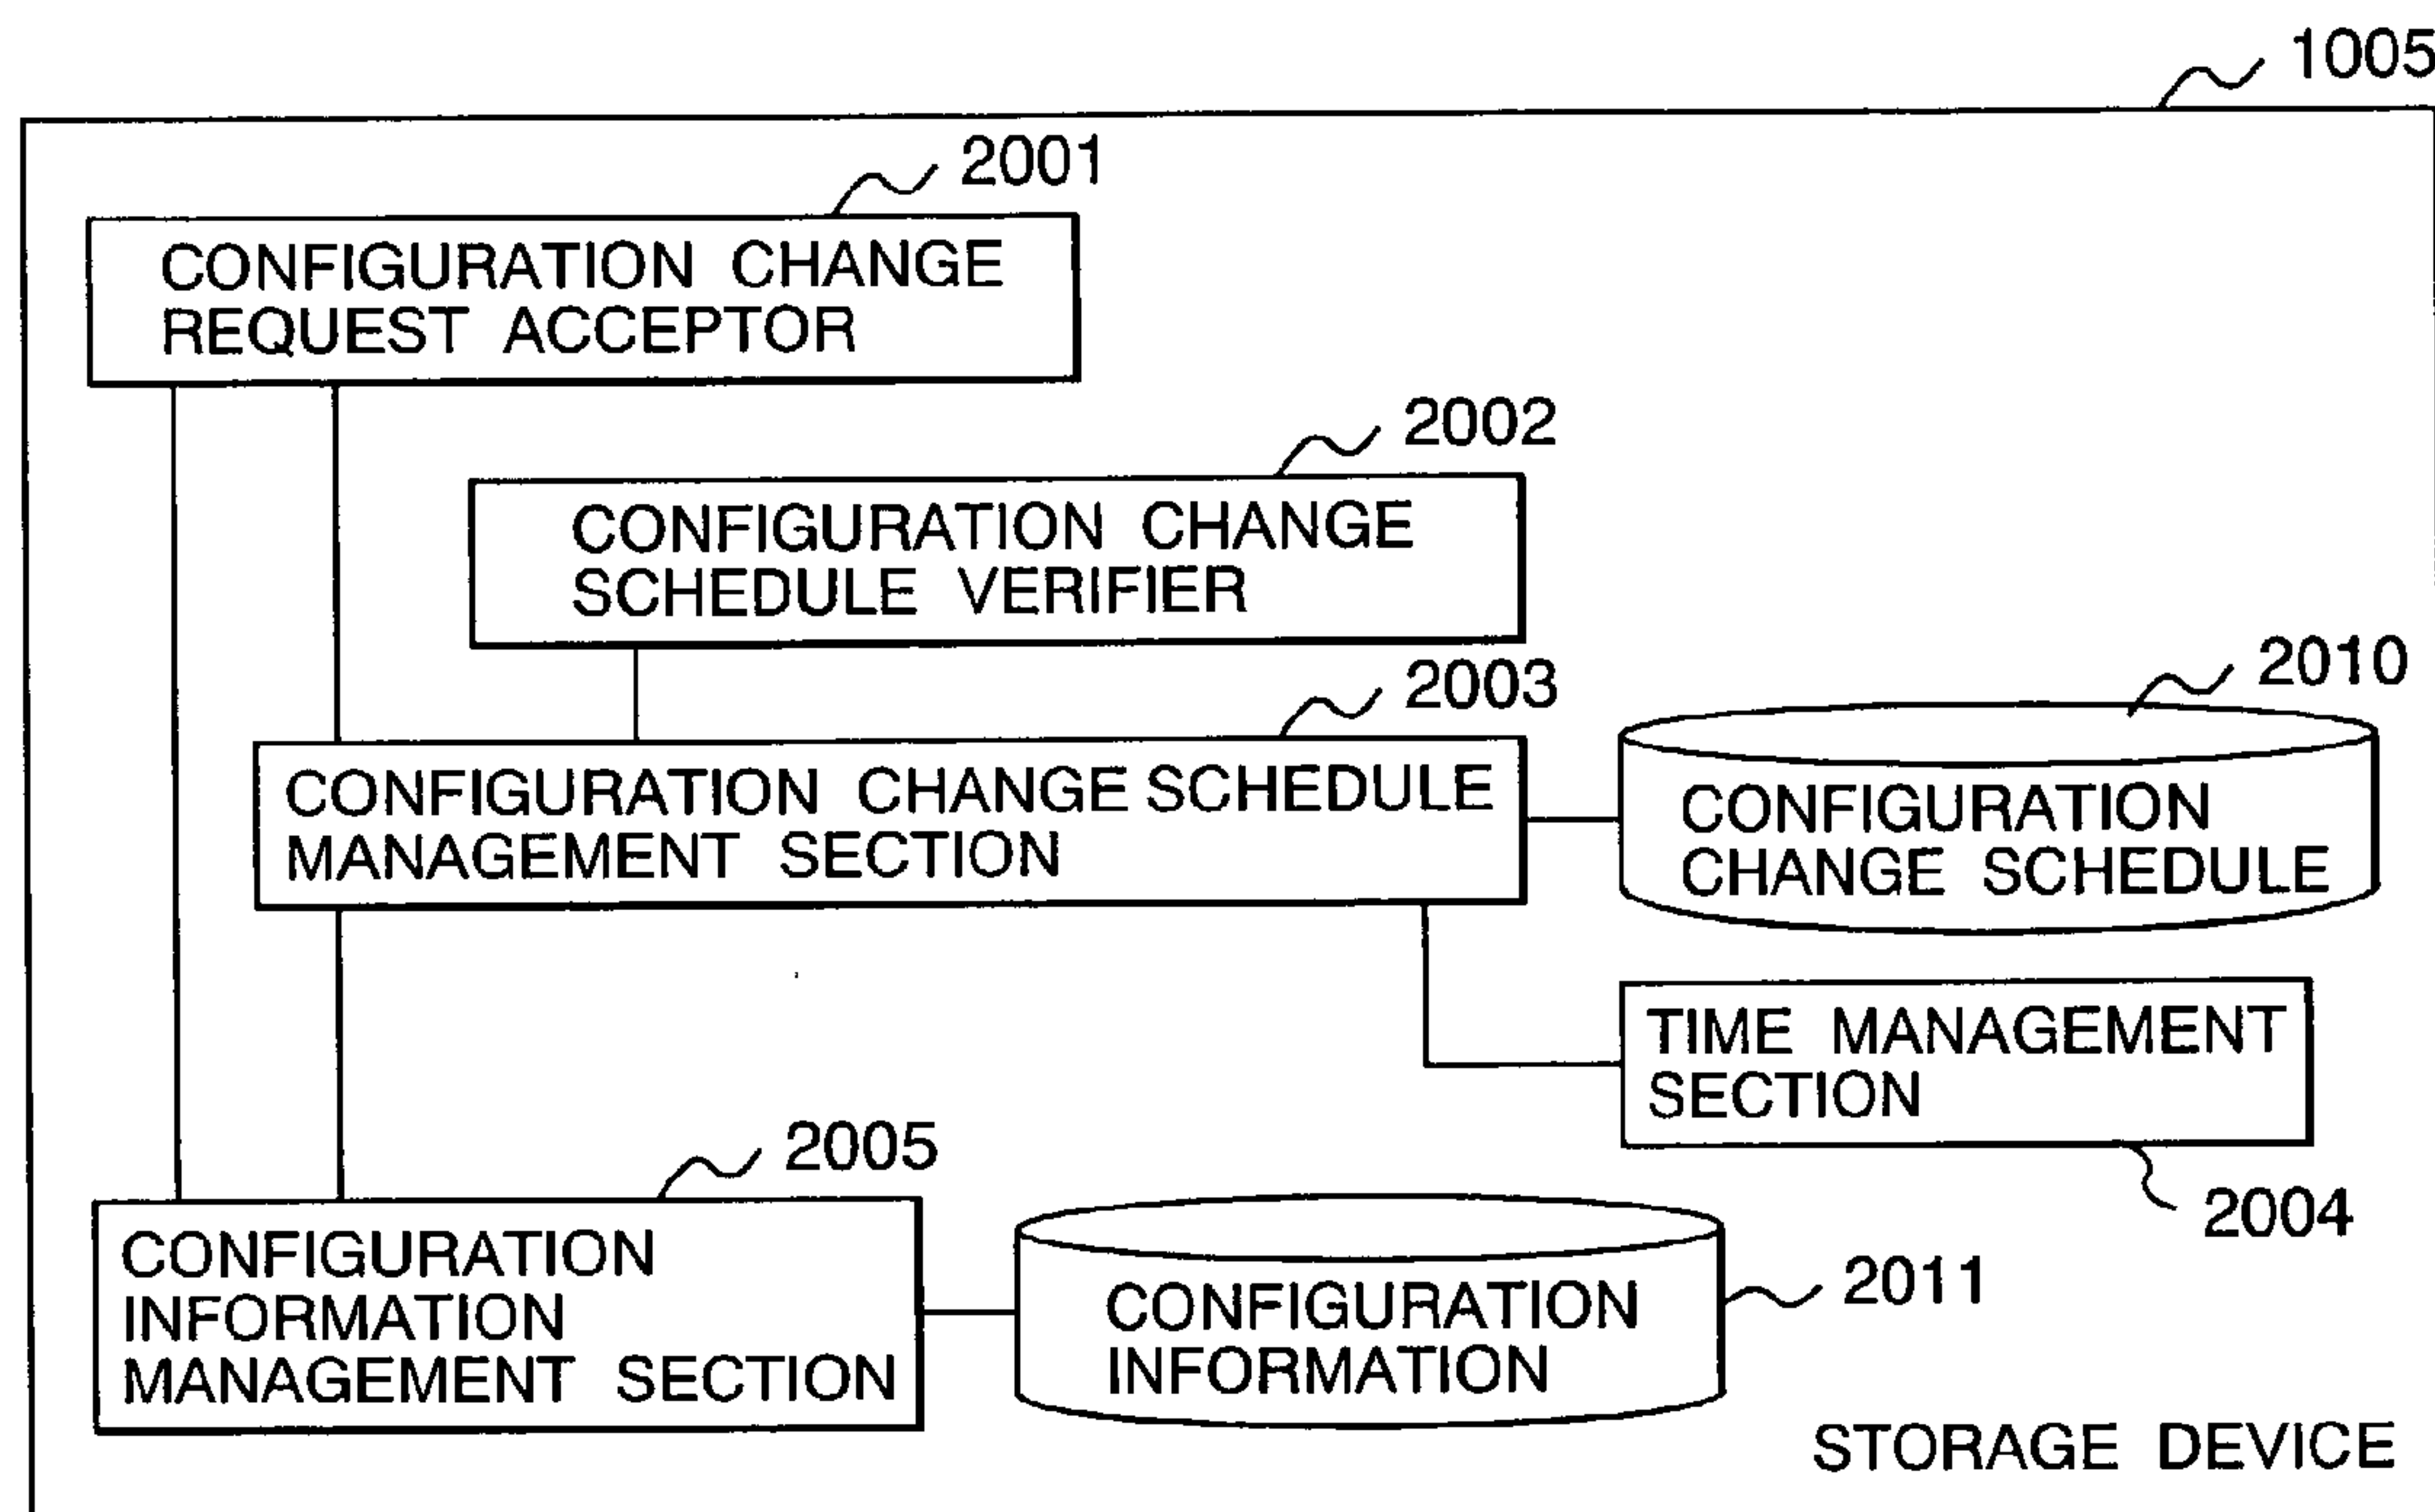 1005
2001
CONFIGURATION CHANGE
REQUEST ACCEPTOR
2002
CONFIGURATION CHANGE
SCHEDULE VERIFIER
2003
CONFIGURATION CHANGE SCHEDULE
MANAGEMENT SECTION
2010
CONFIGURATION
CHANGE SCHEDULE
TIME MANAGEMENT
SECTION
2004
2005
CONFIGURATION
INFORMATION
MANAGEMENT SECTION
CONFIGURATION
INFORMATION
2011
STORAGE DEVICE